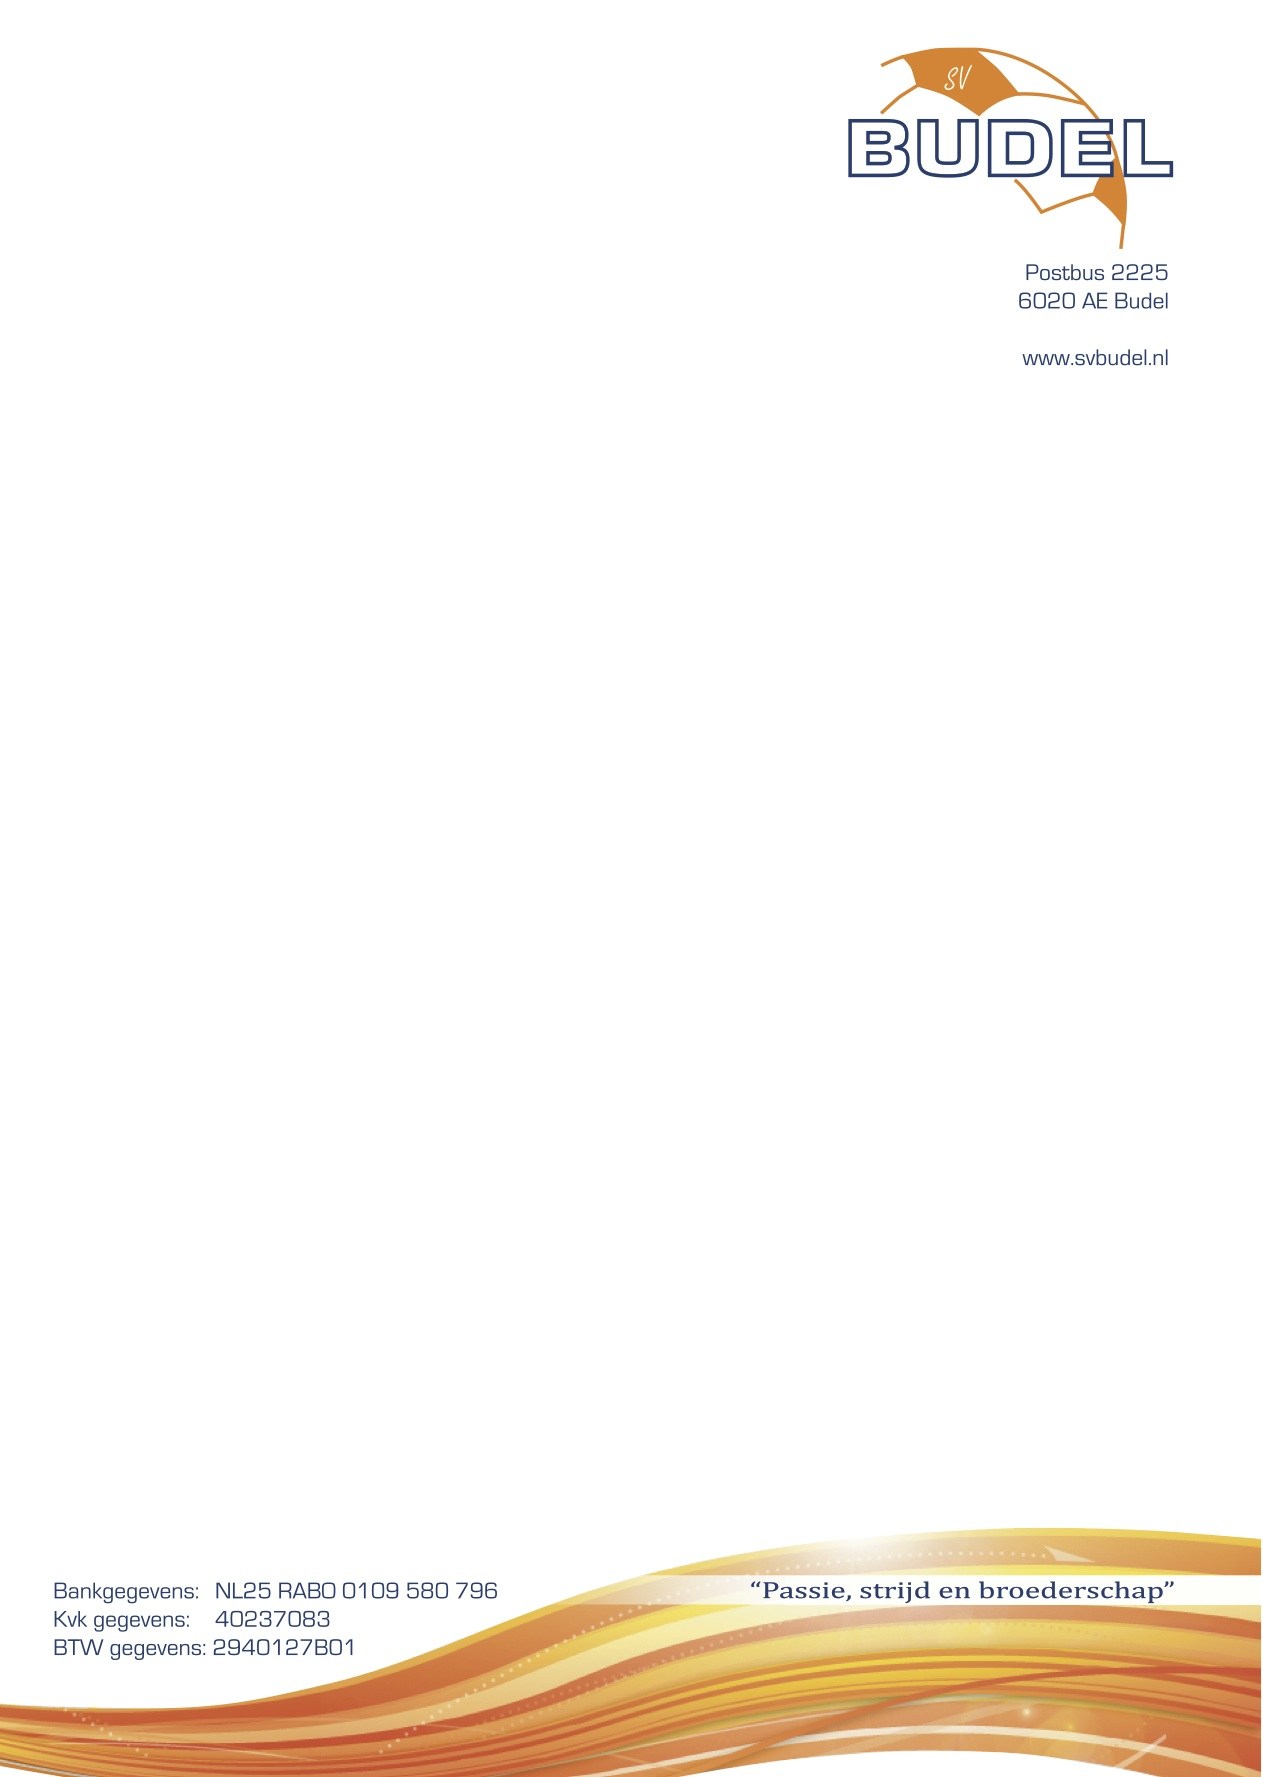 SV
BUDEL
Postbus 2225
6020 AE Budel
www.svbudel.nl
Bankgegevens: NL25 RABO 0109 580 796
Kvk gegevens: 40237083
BTW gegevens: 2940127B01
“Passie, strijd en broederschap”